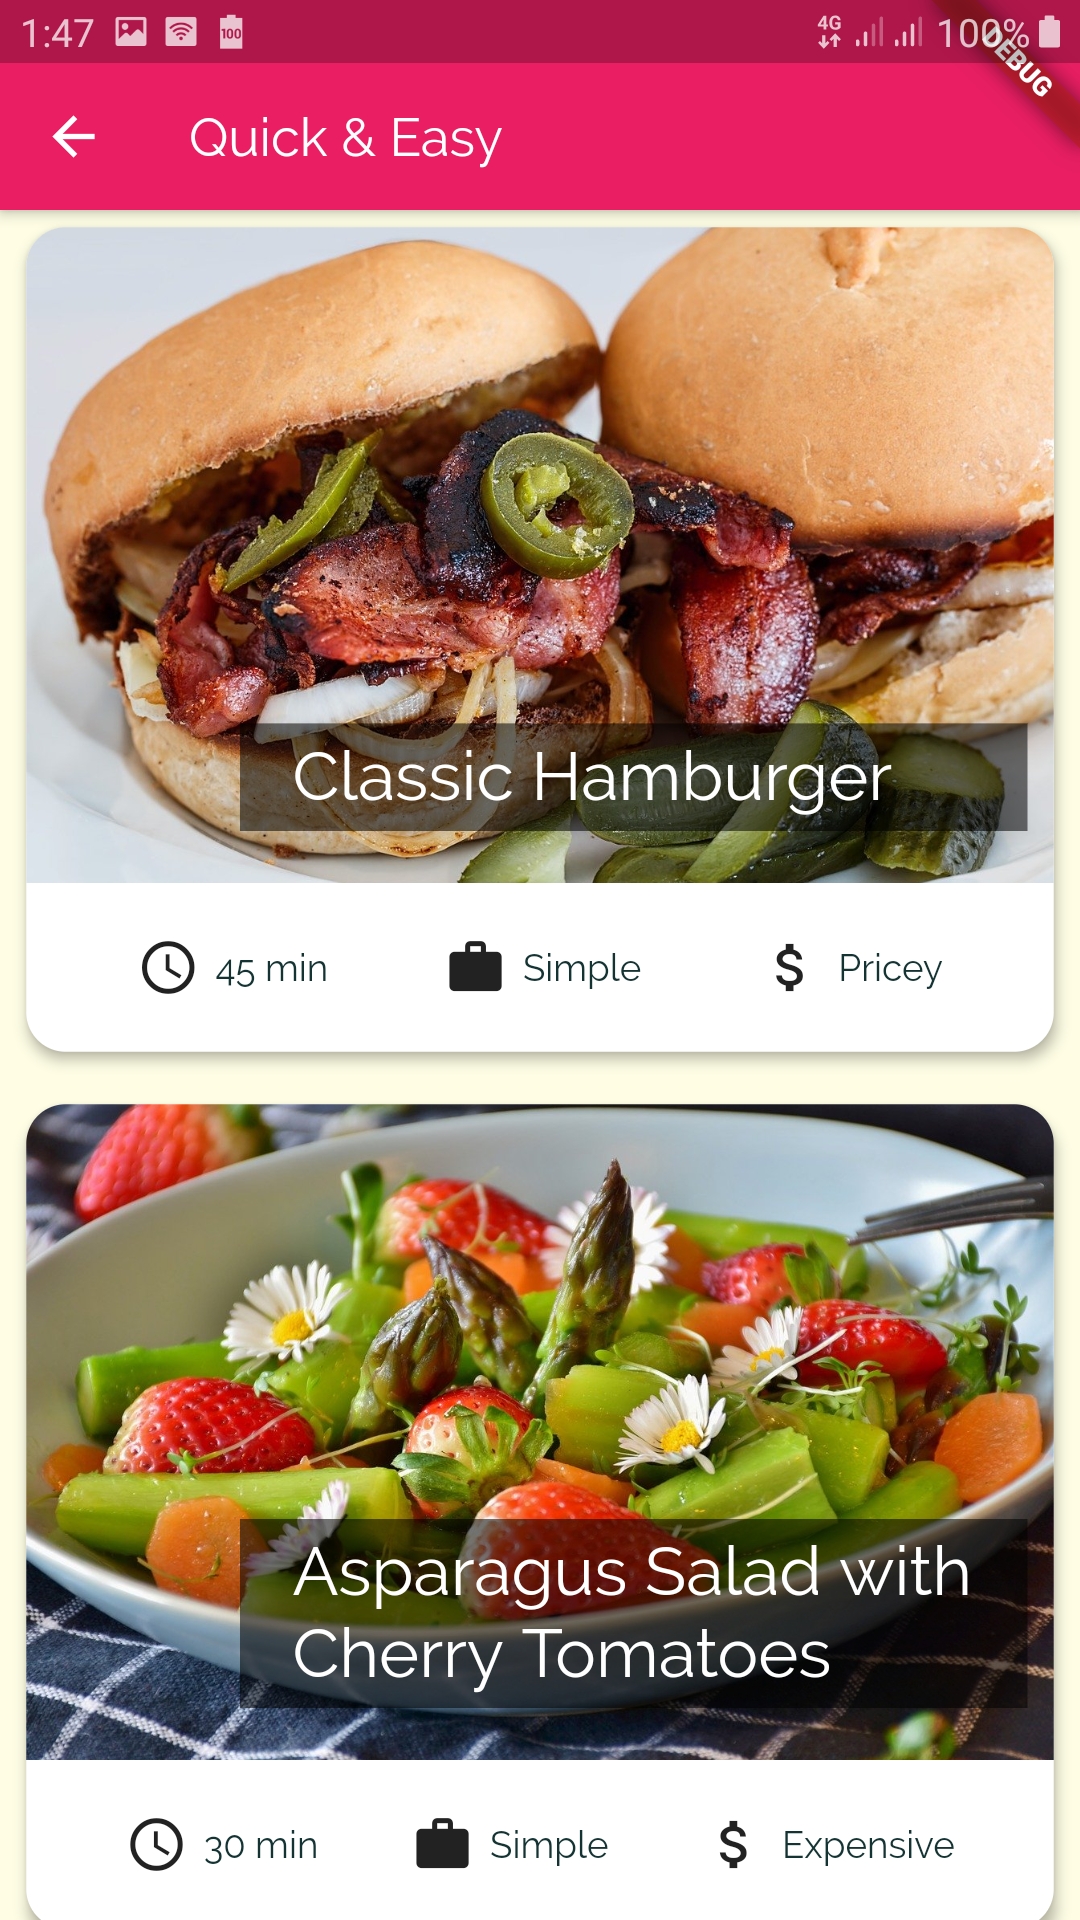 1:47
100
4G
100%
DEBUG
Quick & Easy
Classic Hamburger
45 min
Simple
$
Pricey
Asparagus Salad with
Cherry Tomatoes
30 min
Simple
$
Expensive